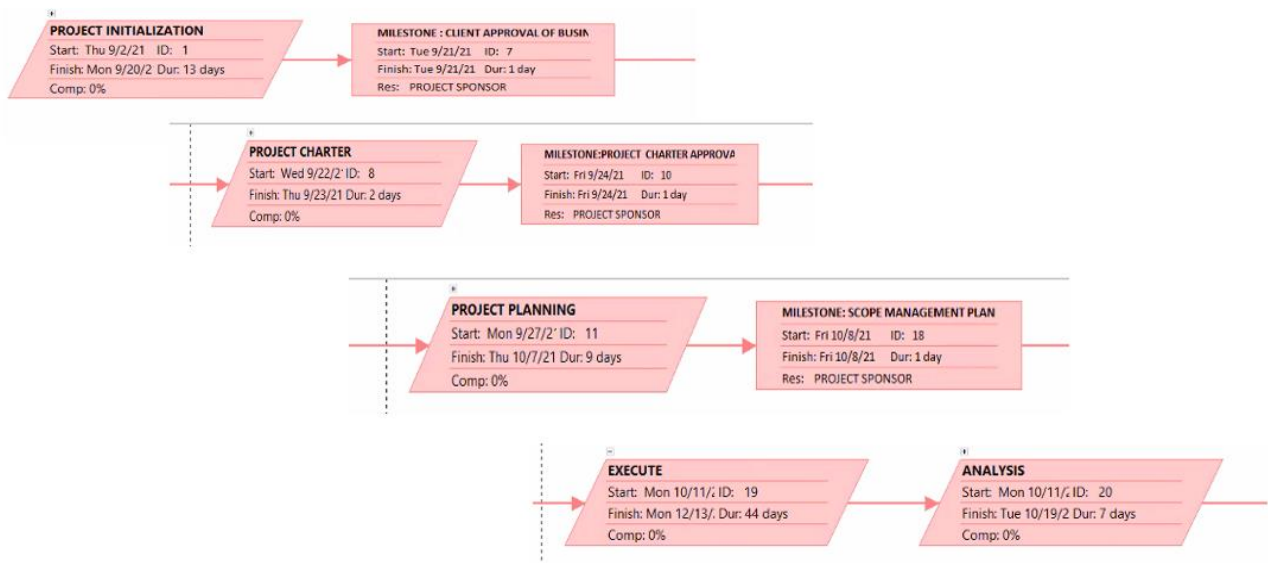 PROJECT INITIALIZATION
Start: Thu 9/2/21 ID: 1
Finish: Mon 9/20/2 Dur: 13 days
Comp: 0%
MILESTONE : CLIENT APPROVAL OF BUSIN
Start: Tue 9/21/21 ID: 7
Finish: Tue 9/21/21 Dur: 1 day
Res: PROJECT SPONSOR
PROJECT CHARTER
Start: Wed 9/22/2 ID: 8
Finish: Thu 9/23/21 Dur: 2 days
Comp: 0%
MILESTONE:PROJECT CHARTER APPROVA
Start: Fri 9/24/21 ID: 10
Finish: Fri 9/24/21 Dur: 1 day
Res: PROJECT SPONSOR
PROJECT PLANNING
Start: Mon 9/27/2 ID: 11
Finish: Thu 10/7/21 Dur: 9 days
Comp: 0%
MILESTONE: SCOPE MANAGEMENT PLAN
Start: Fri 10/8/21 ID: 18
Finish: Fri 10/8/21 Dur: 1 day
Res: PROJECT SPONSOR
EXECUTE
Start: Mon 10/11/2 ID: 19
Finish: Mon 12/13/ Dur: 44 days
Comp: 0%
ANALYSIS
Start: Mon 10/11/2 ID: 20
Finish: Tue 10/19/2 Dur: 7 days
Comp: 0%